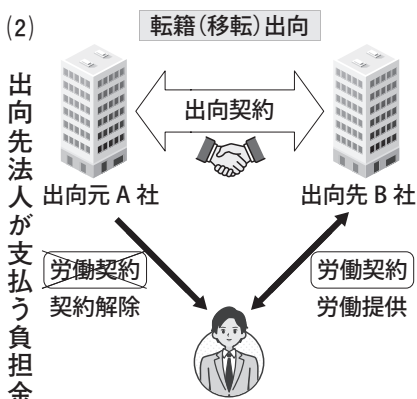 (2)
出向先法人が支払う負担金
転籍(移転)出向
出向契約
出向元 A 社
出向先 B 社
労働契約
契約解除
労働契約
労働提供